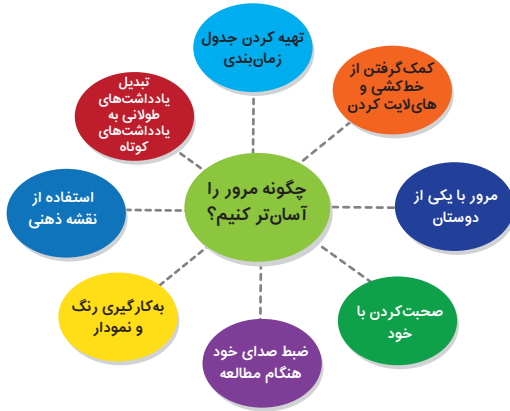 چگونه مرور را
آسان‌تر کنیم؟
تهیه کردن جدول
زمان‌بندی
کمک‌گرفتن از
خط‌کشی و
های‌لایت کردن
مرور با یکی از
دوستان
صحبت‌کردن با
خود
ضبط صدای خود
هنگام مطالعه
به‌کارگیری رنگ
و نمودار
استفاده از
نقشه ذهنی
تبدیل
یادداشت‌های
طولانی به
یادداشت‌های
کوتاه